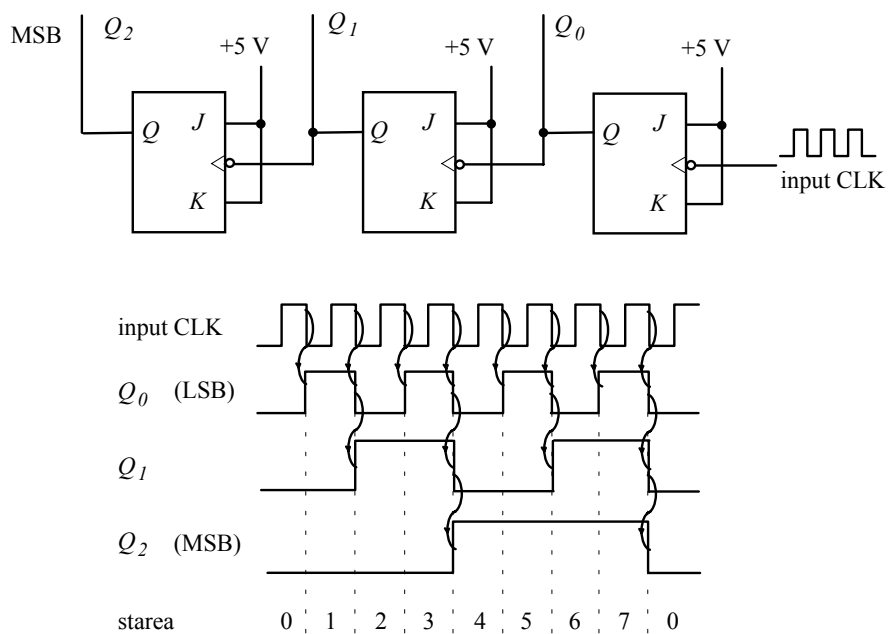 MSB Q2 Q1 Q0
+5 V +5 V +5 V
Q J Q J Q J
K K K
input CLK
input CLK
Q0 (LSB)
Q1
Q2 (MSB)
starea 0 1 2 3 4 5 6 7 0